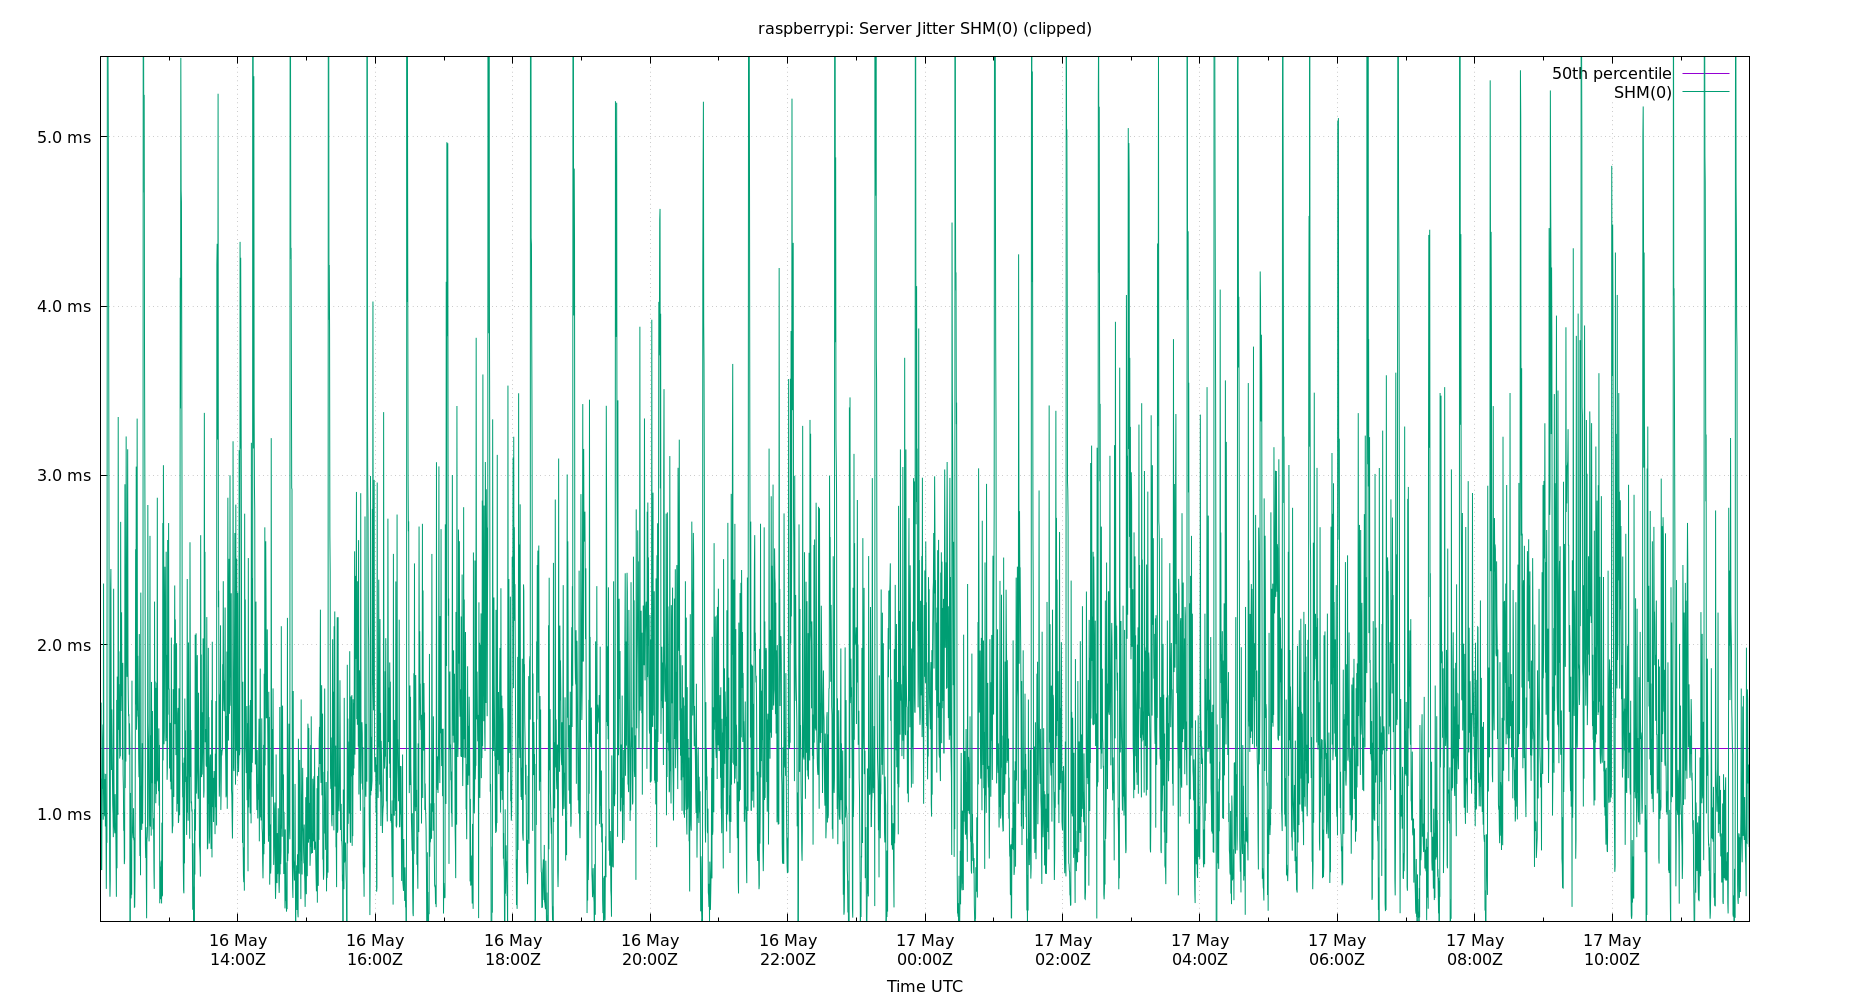 raspberrypi: Server Jitter SHM(0) (clipped)
50th percentile
SHM(0)
5.0 ms
4.0 ms
3.0 ms
2.0 ms
1.0 ms
16 May 16 May 16 May 16 May 16 May 17 May 17 May 17 May 17 May 17 May 17 May
14:00Z 16:00Z 18:00Z 20:00Z 22:00Z 00:00Z 02:00Z 04:00Z 06:00Z 08:00Z 10:00Z
Time UTC